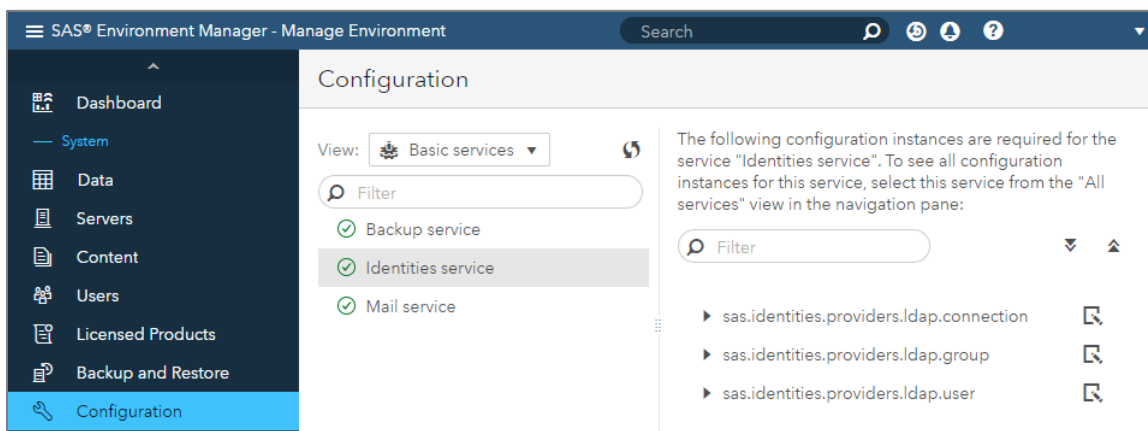 SAS® Environment Manager - Manage Environment
Search
Dashboard
System
Data
Servers
Content
Users
Licensed Products
Backup and Restore
Configuration
Configuration
View: Basic services
Filter
Backup service
Identities service
Mail service
The following configuration instances are required for the
service "Identities service". To see all configuration
instances for this service, select this service from the "All
services" view in the navigation pane:
Filter
sas.identities.providers.ldap.connection
sas.identities.providers.ldap.group
sas.identities.providers.ldap.user